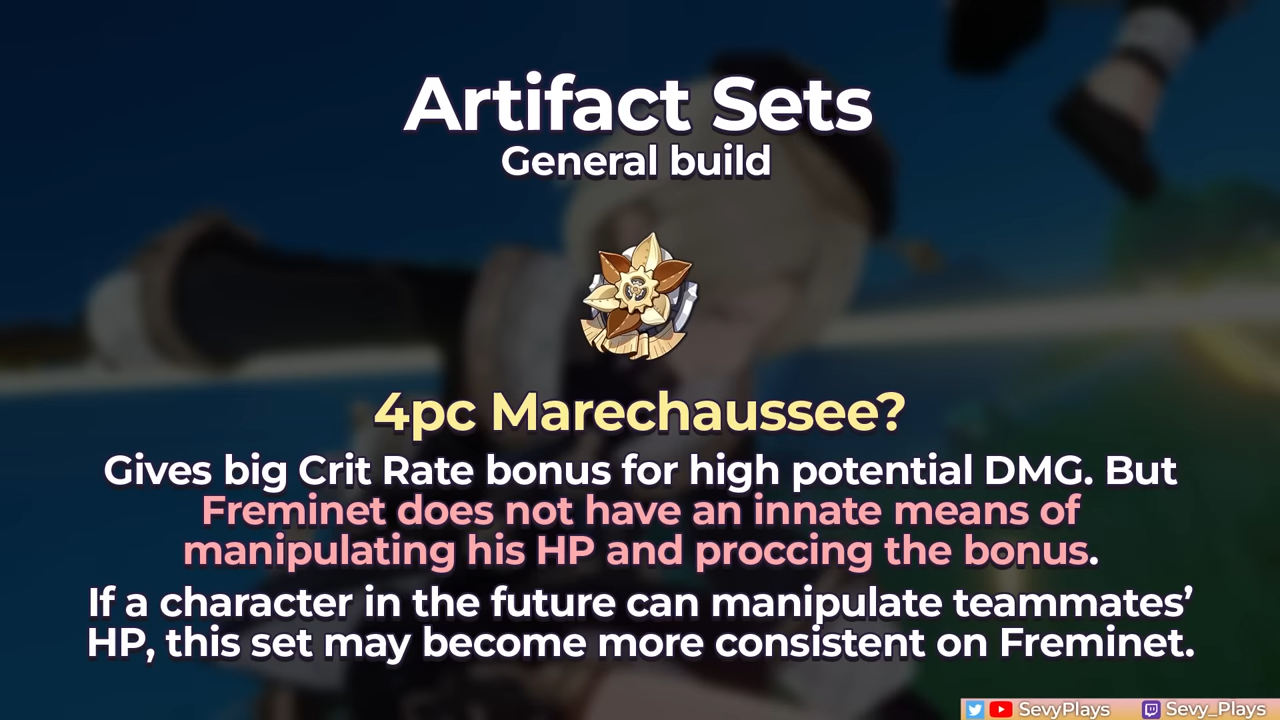 Artifact Sets
General build
4pc Marechaussee?
Gives big Crit Rate bonus for high potential DMG. But
Freminet does not have an innate means of
manipulating his HP and proccing the bonus.
If a character in the future can manipulate teammates’
HP, this set may become more consistent on Freminet.
SevyPlays Sevy_Plays